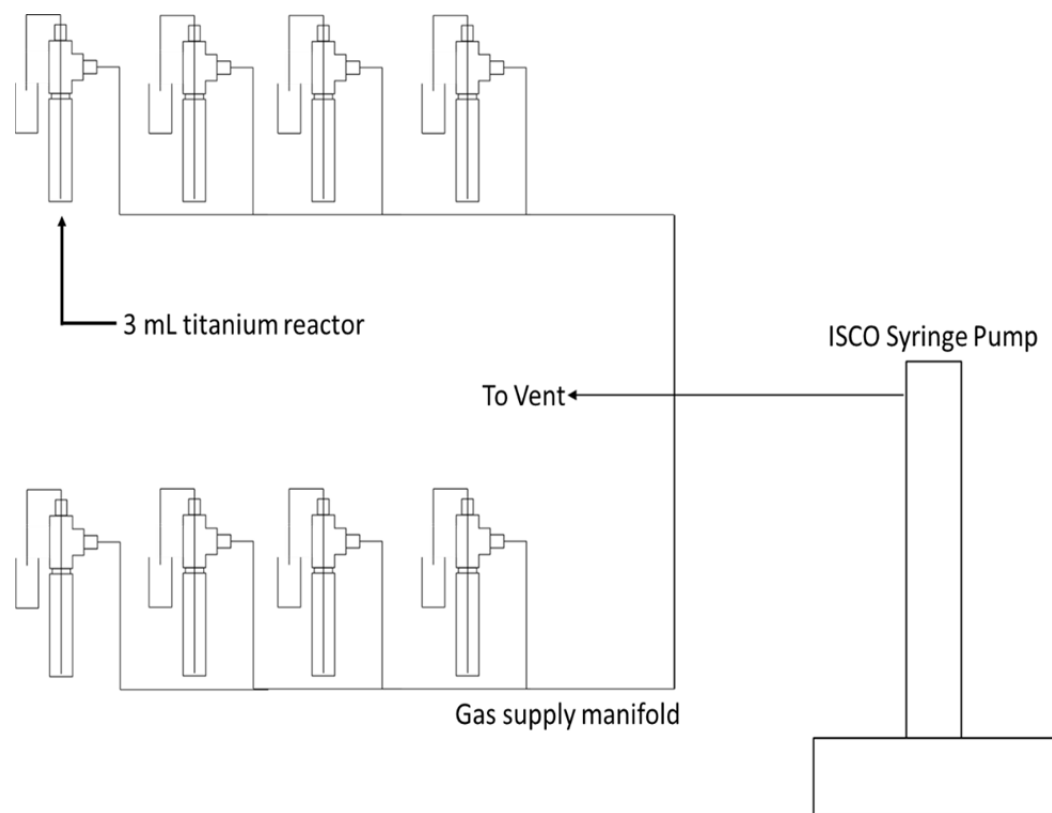 3 mL titanium reactor
ISCO Syringe Pump
To Vent
Gas supply manifold